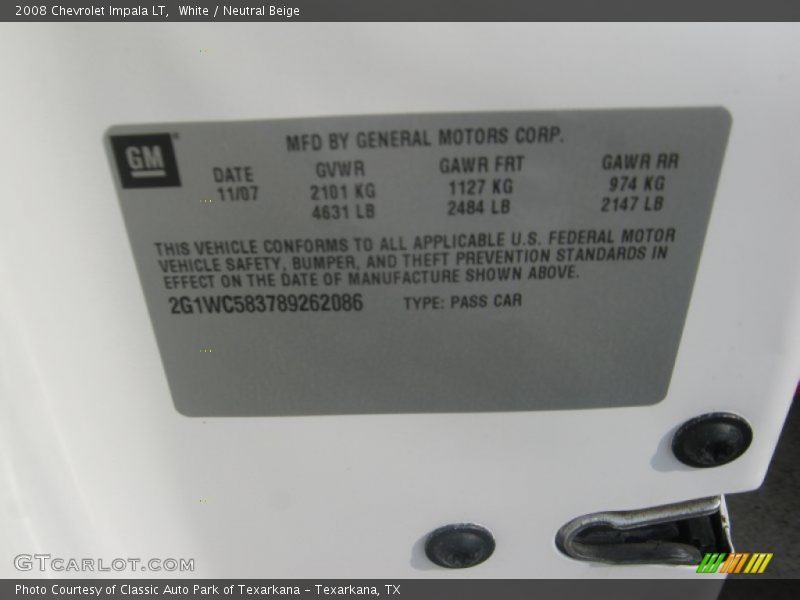 2008 Chevrolet Impala LT,  White / Neutral Beige
GM
MFD BY GENERAL MOTORS CORP.
DATE GVWR GAWR FRT GAWR RR
11/07 2101 KG 1127 KG 974 KG
4631 LB 2484 LB 2147 LB
THIS VEHICLE CONFORMS TO ALL APPLICABLE U.S. FEDERAL MOTOR
VEHICLE SAFETY, BUMPER, AND THEFT PREVENTION STANDARDS IN
EFFECT ON THE DATE OF MANUFACTURE SHOWN ABOVE.
2G1WC583789262086 TYPE: PASS CAR
GTCARLOT.COM
Photo Courtesy of Classic Auto Park of Texarkana – Texarkana, TX